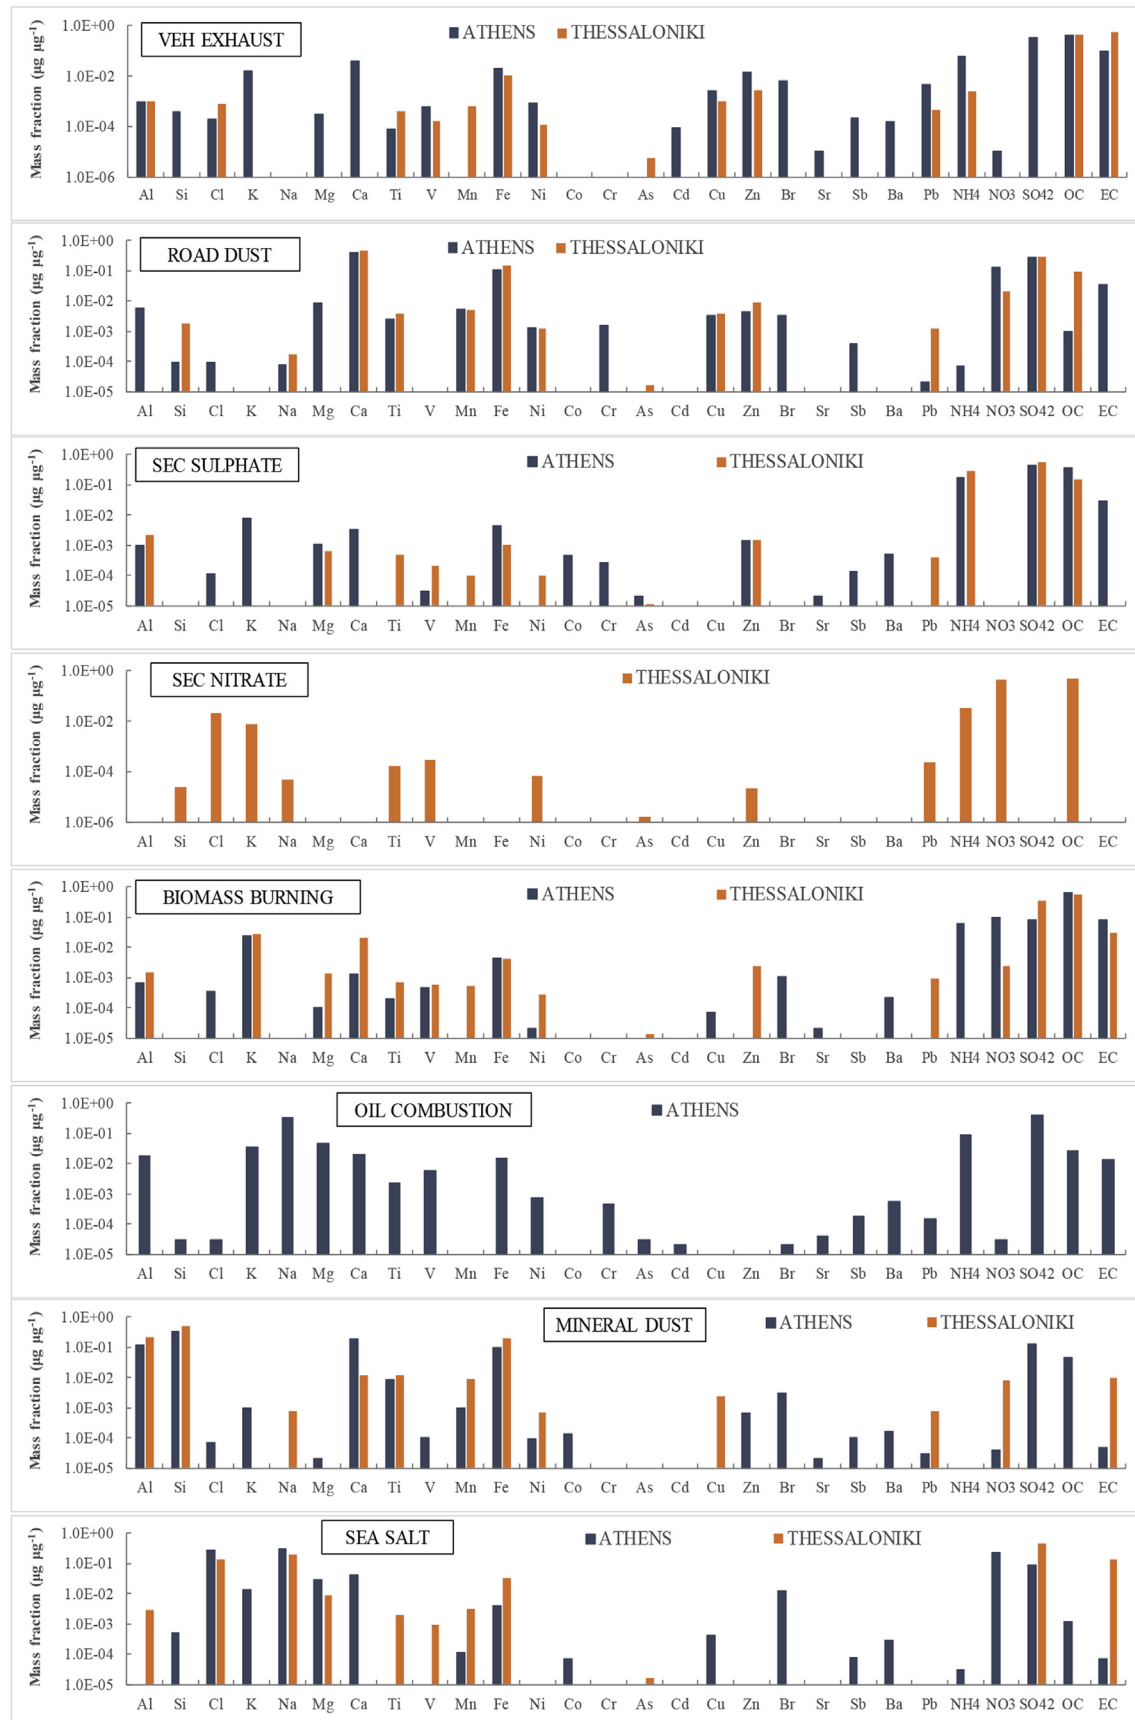 VEH EXHAUST
ATHENS THESSALONIKI
Mass fraction (µg µg-1)
1.0E+00
1.0E-02
1.0E-04
1.0E-06
Al Si Cl K Na Mg Ca Ti V Mn Fe Ni Co Cr As Cd Cu Zn Br Sr Sb Ba Pb NH4 NO3 SO42 OC EC
ROAD DUST
ATHENS THESSALONIKI
Mass fraction (µg µg-1)
1.0E+00
1.0E-01
1.0E-02
1.0E-03
1.0E-04
1.0E-05
Al Si Cl K Na Mg Ca Ti V Mn Fe Ni Co Cr As Cd Cu Zn Br Sr Sb Ba Pb NH4 NO3 SO42 OC EC
SEC SULPHATE
ATHENS THESSALONIKI
Mass fraction (µg µg-1)
1.0E+00
1.0E-01
1.0E-02
1.0E-03
1.0E-04
1.0E-05
Al Si Cl K Na Mg Ca Ti V Mn Fe Ni Co Cr As Cd Cu Zn Br Sr Sb Ba Pb NH4 NO3 SO42 OC EC
SEC NITRATE
THESSALONIKI
Mass fraction (µg µg-1)
1.0E+00
1.0E-02
1.0E-04
1.0E-06
Al Si Cl K Na Mg Ca Ti V Mn Fe Ni Co Cr As Cd Cu Zn Br Sr Sb Ba Pb NH4 NO3 SO42 OC EC
BIOMASS BURNING
ATHENS THESSALONIKI
Mass fraction (µg µg-1)
1.0E+00
1.0E-01
1.0E-02
1.0E-03
1.0E-04
1.0E-05
Al Si Cl K Na Mg Ca Ti V Mn Fe Ni Co Cr As Cd Cu Zn Br Sr Sb Ba Pb NH4 NO3 SO42 OC EC
OIL COMBUSTION
ATHENS
Mass fraction (µg µg-1)
1.0E+00
1.0E-01
1.0E-02
1.0E-03
1.0E-04
1.0E-05
Al Si Cl K Na Mg Ca Ti V Mn Fe Ni Co Cr As Cd Cu Zn Br Sr Sb Ba Pb NH4 NO3 SO42 OC EC
MINERAL DUST
ATHENS THESSALONIKI
Mass fraction (µg µg-1)
1.0E+00
1.0E-01
1.0E-02
1.0E-03
1.0E-04
1.0E-05
Al Si Cl K Na Mg Ca Ti V Mn Fe Ni Co Cr As Cd Cu Zn Br Sr Sb Ba Pb NH4 NO3 SO42 OC EC
SEA SALT
ATHENS THESSALONIKI
Mass fraction (µg µg-1)
1.0E+00
1.0E-01
1.0E-02
1.0E-03
1.0E-04
1.0E-05
Al Si Cl K Na Mg Ca Ti V Mn Fe Ni Co Cr As Cd Cu Zn Br Sr Sb Ba Pb NH4 NO3 SO42 OC EC